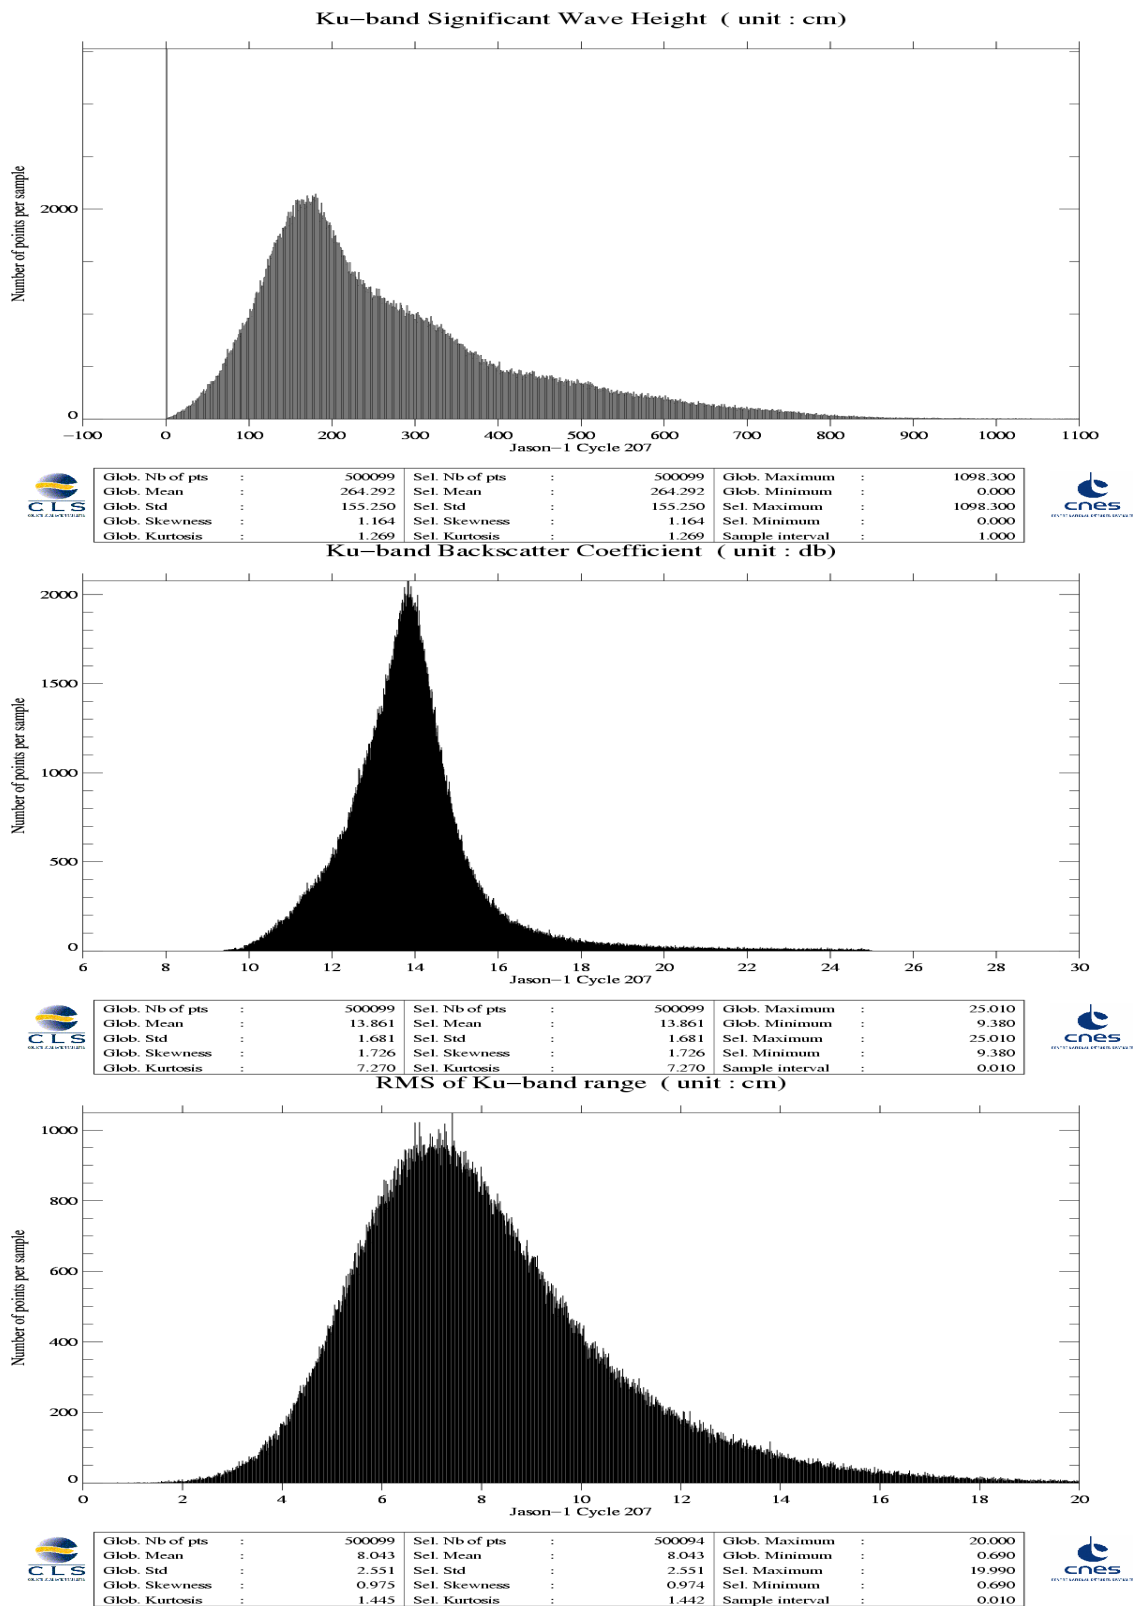 Ku−band Significant Wave Height ( unit : cm)
Number of points per sample
2000
0
−100 0 100 200 300 400 500 600 700 800 900 1000 1100
Jason−1 Cycle 207
CLS
Glob. Nb of pts : 500099 Sel. Nb of pts : 500099 Glob. Maximum : 1098.300
Glob. Mean : 264.292 Sel. Mean : 264.292 Glob. Minimum : 0.000
Glob. Std : 155.250 Sel. Std : 155.250 Sel. Maximum : 1098.300
Glob. Skewness : 1.164 Sel. Skewness : 1.164 Sel. Minimum : 0.000
Glob. Kurtosis : 1.269 Sel. Kurtosis : 1.269 Sample interval : 1.000
cnes
Ku−band Backscatter Coefficient ( unit : db)
Number of points per sample
2000
1500
1000
500
0
6 8 10 12 14 16 18 20 22 24 26 28 30
Jason−1 Cycle 207
CLS
Glob. Nb of pts : 500099 Sel. Nb of pts : 500099 Glob. Maximum : 25.010
Glob. Mean : 13.861 Sel. Mean : 13.861 Glob. Minimum : 9.380
Glob. Std : 1.681 Sel. Std : 1.681 Sel. Maximum : 25.010
Glob. Skewness : 1.726 Sel. Skewness : 1.726 Sel. Minimum : 9.380
Glob. Kurtosis : 7.270 Sel. Kurtosis : 7.270 Sample interval : 0.010
cnes
RMS of Ku−band range ( unit : cm)
Number of points per sample
1000
800
600
400
200
0
0 2 4 6 8 10 12 14 16 18 20
Jason−1 Cycle 207
CLS
Glob. Nb of pts : 500099 Sel. Nb of pts : 500094 Glob. Maximum : 20.000
Glob. Mean : 8.043 Sel. Mean : 8.043 Glob. Minimum : 0.690
Glob. Std : 2.551 Sel. Std : 2.551 Sel. Maximum : 19.990
Glob. Skewness : 0.975 Sel. Skewness : 0.974 Sel. Minimum : 0.690
Glob. Kurtosis : 1.445 Sel. Kurtosis : 1.442 Sample interval : 0.010
cnes